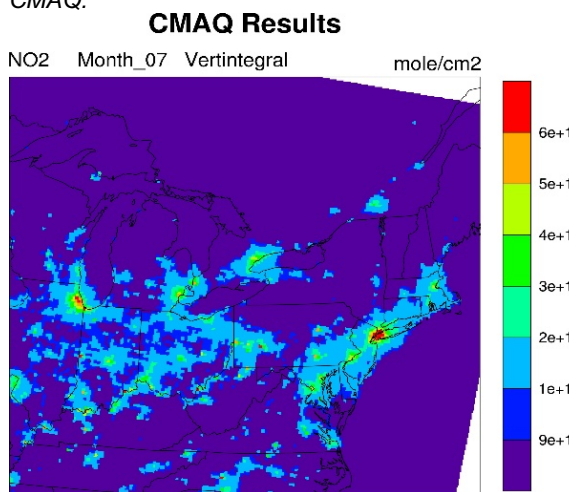 CMAQ.
CMAQ Results
NO2 Month_07 Vertintegral mole/cm2
6e+1
5e+1
4e+1
3e+1
2e+1
1e+1
9e+1